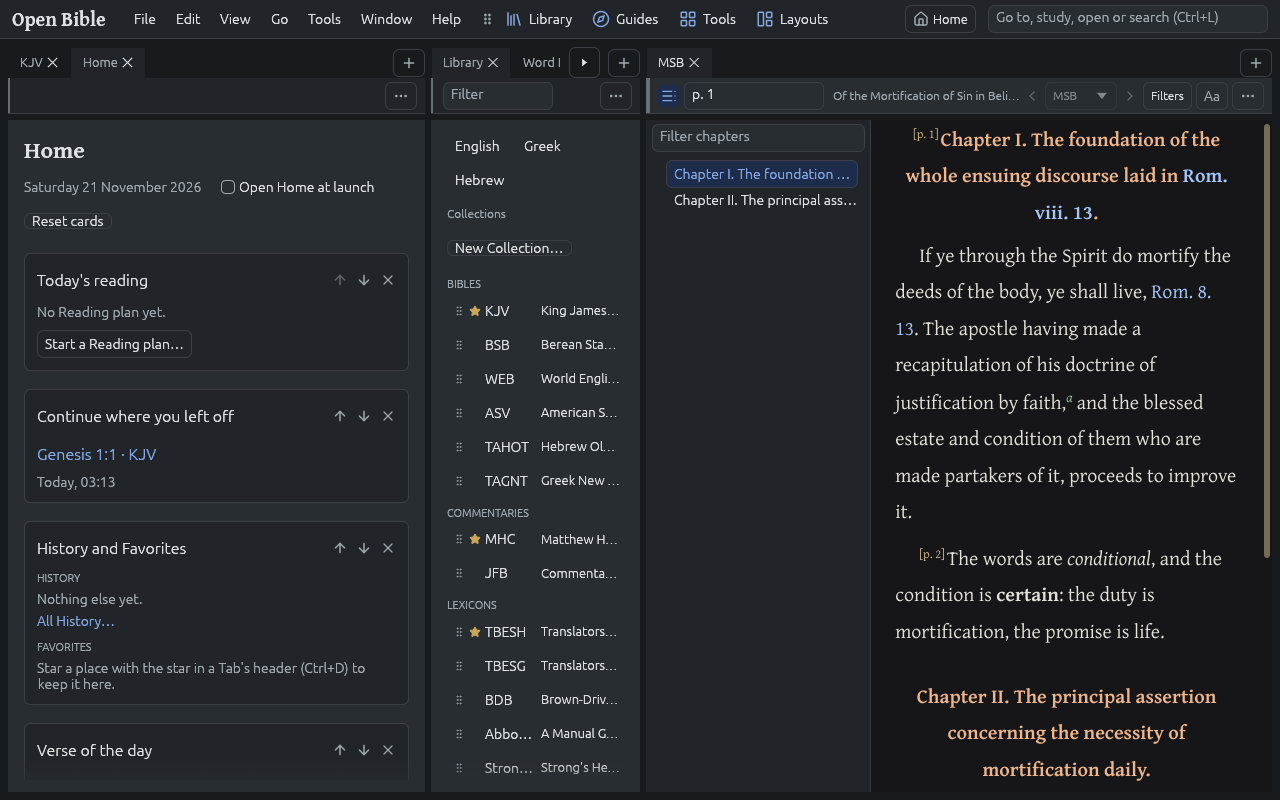 Open Bible File Edit View Go Tools Window Help Library Guides Tools Layouts Home Go to, study, open or search (Ctrl+L)
KJV Home
Library Word I
MSB
Filter
p. 1 Of the Mortification of Sin in Beli… MSB Filters Aa
Home
Saturday 21 November 2026 Open Home at launch
Reset cards
Today's reading
No Reading plan yet.
Start a Reading plan…
Continue where you left off
Genesis 1:1 · KJV
Today, 03:13
History and Favorites
HISTORY
Nothing else yet.
All History…
FAVORITES
Star a place with the star in a Tab's header (Ctrl+D) to
keep it here.
Verse of the day
English Greek
Hebrew
Collections
New Collection…
BIBLES
KJV King James…
BSB Berean Sta…
WEB World Engli…
ASV American S…
TAHOT Hebrew Ol…
TAGNT Greek New …
COMMENTARIES
MHC Matthew H…
JFB Commenta…
LEXICONS
TBESH Translators…
TBESG Translators…
BDB Brown-Driv…
Abbo… A Manual G…
Stron… Strong's He…
Filter chapters
Chapter I. The foundation …
Chapter II. The principal ass…
[p. 1]Chapter I. The foundation of the
whole ensuing discourse laid in Rom.
viii. 13.
If ye through the Spirit do mortify the
deeds of the body, ye shall live, Rom. 8.
13. The apostle having made a
recapitulation of his doctrine of
justification by faith,a and the blessed
estate and condition of them who are
made partakers of it, proceeds to improve
it.
[p. 2]The words are conditional, and the
condition is certain: the duty is
mortification, the promise is life.
Chapter II. The principal assertion
concerning the necessity of
mortification daily.